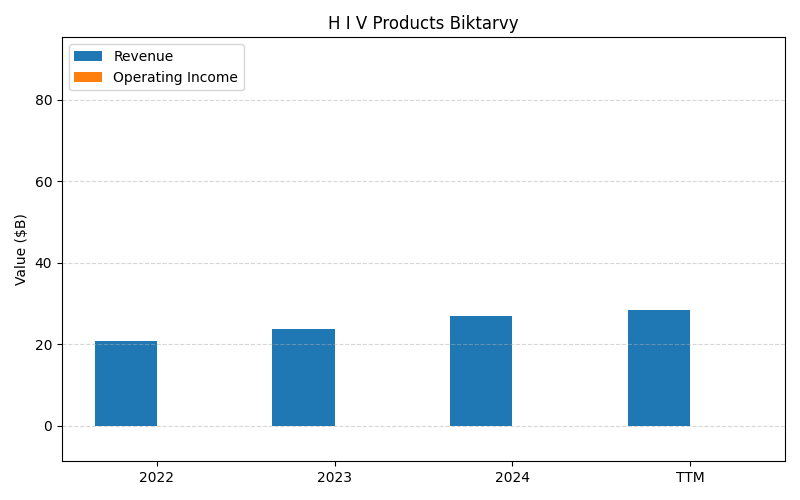 H I V Products Biktarvy
Revenue
Operating Income
Value ($B)
80
60
40
20
0
2022 2023 2024 TTM